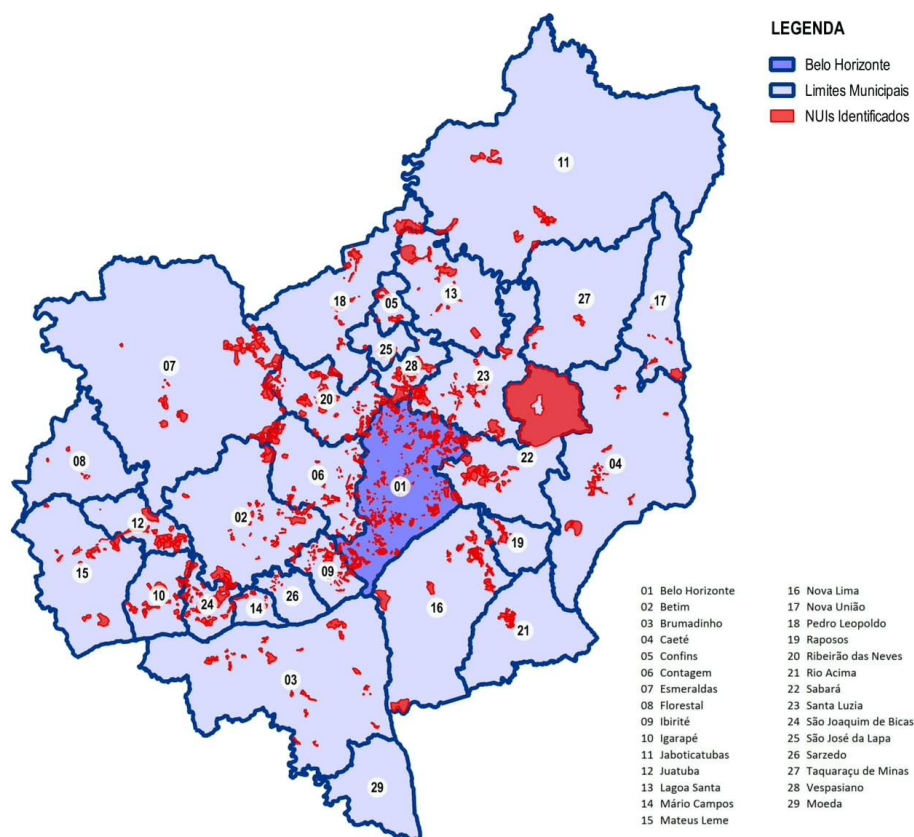 LEGENDA
Belo Horizonte
Limites Municipais
NUIs Identificados
11
27
17
13
18
05
25
28
23
07
20
22
04
08
06
01
02
12
19
15
09
10
26
24
14
16
21
03
29
01 Belo Horizonte
02 Betim
03 Brumadinho
04 Caeté
05 Confins
06 Contagem
07 Esmeraldas
08 Florestal
09 Ibirité
10 Igarapé
11 Jaboticatubas
12 Juatuba
13 Lagoa Santa
14 Mário Campos
15 Mateus Leme
16 Nova Lima
17 Nova União
18 Pedro Leopoldo
19 Raposos
20 Ribeirão das Neves
21 Rio Acima
22 Sabará
23 Santa Luzia
24 São Joaquim de Bicas
25 São José da Lapa
26 Sarzedo
27 Taquaraçu de Minas
28 Vespasiano
29 Moeda